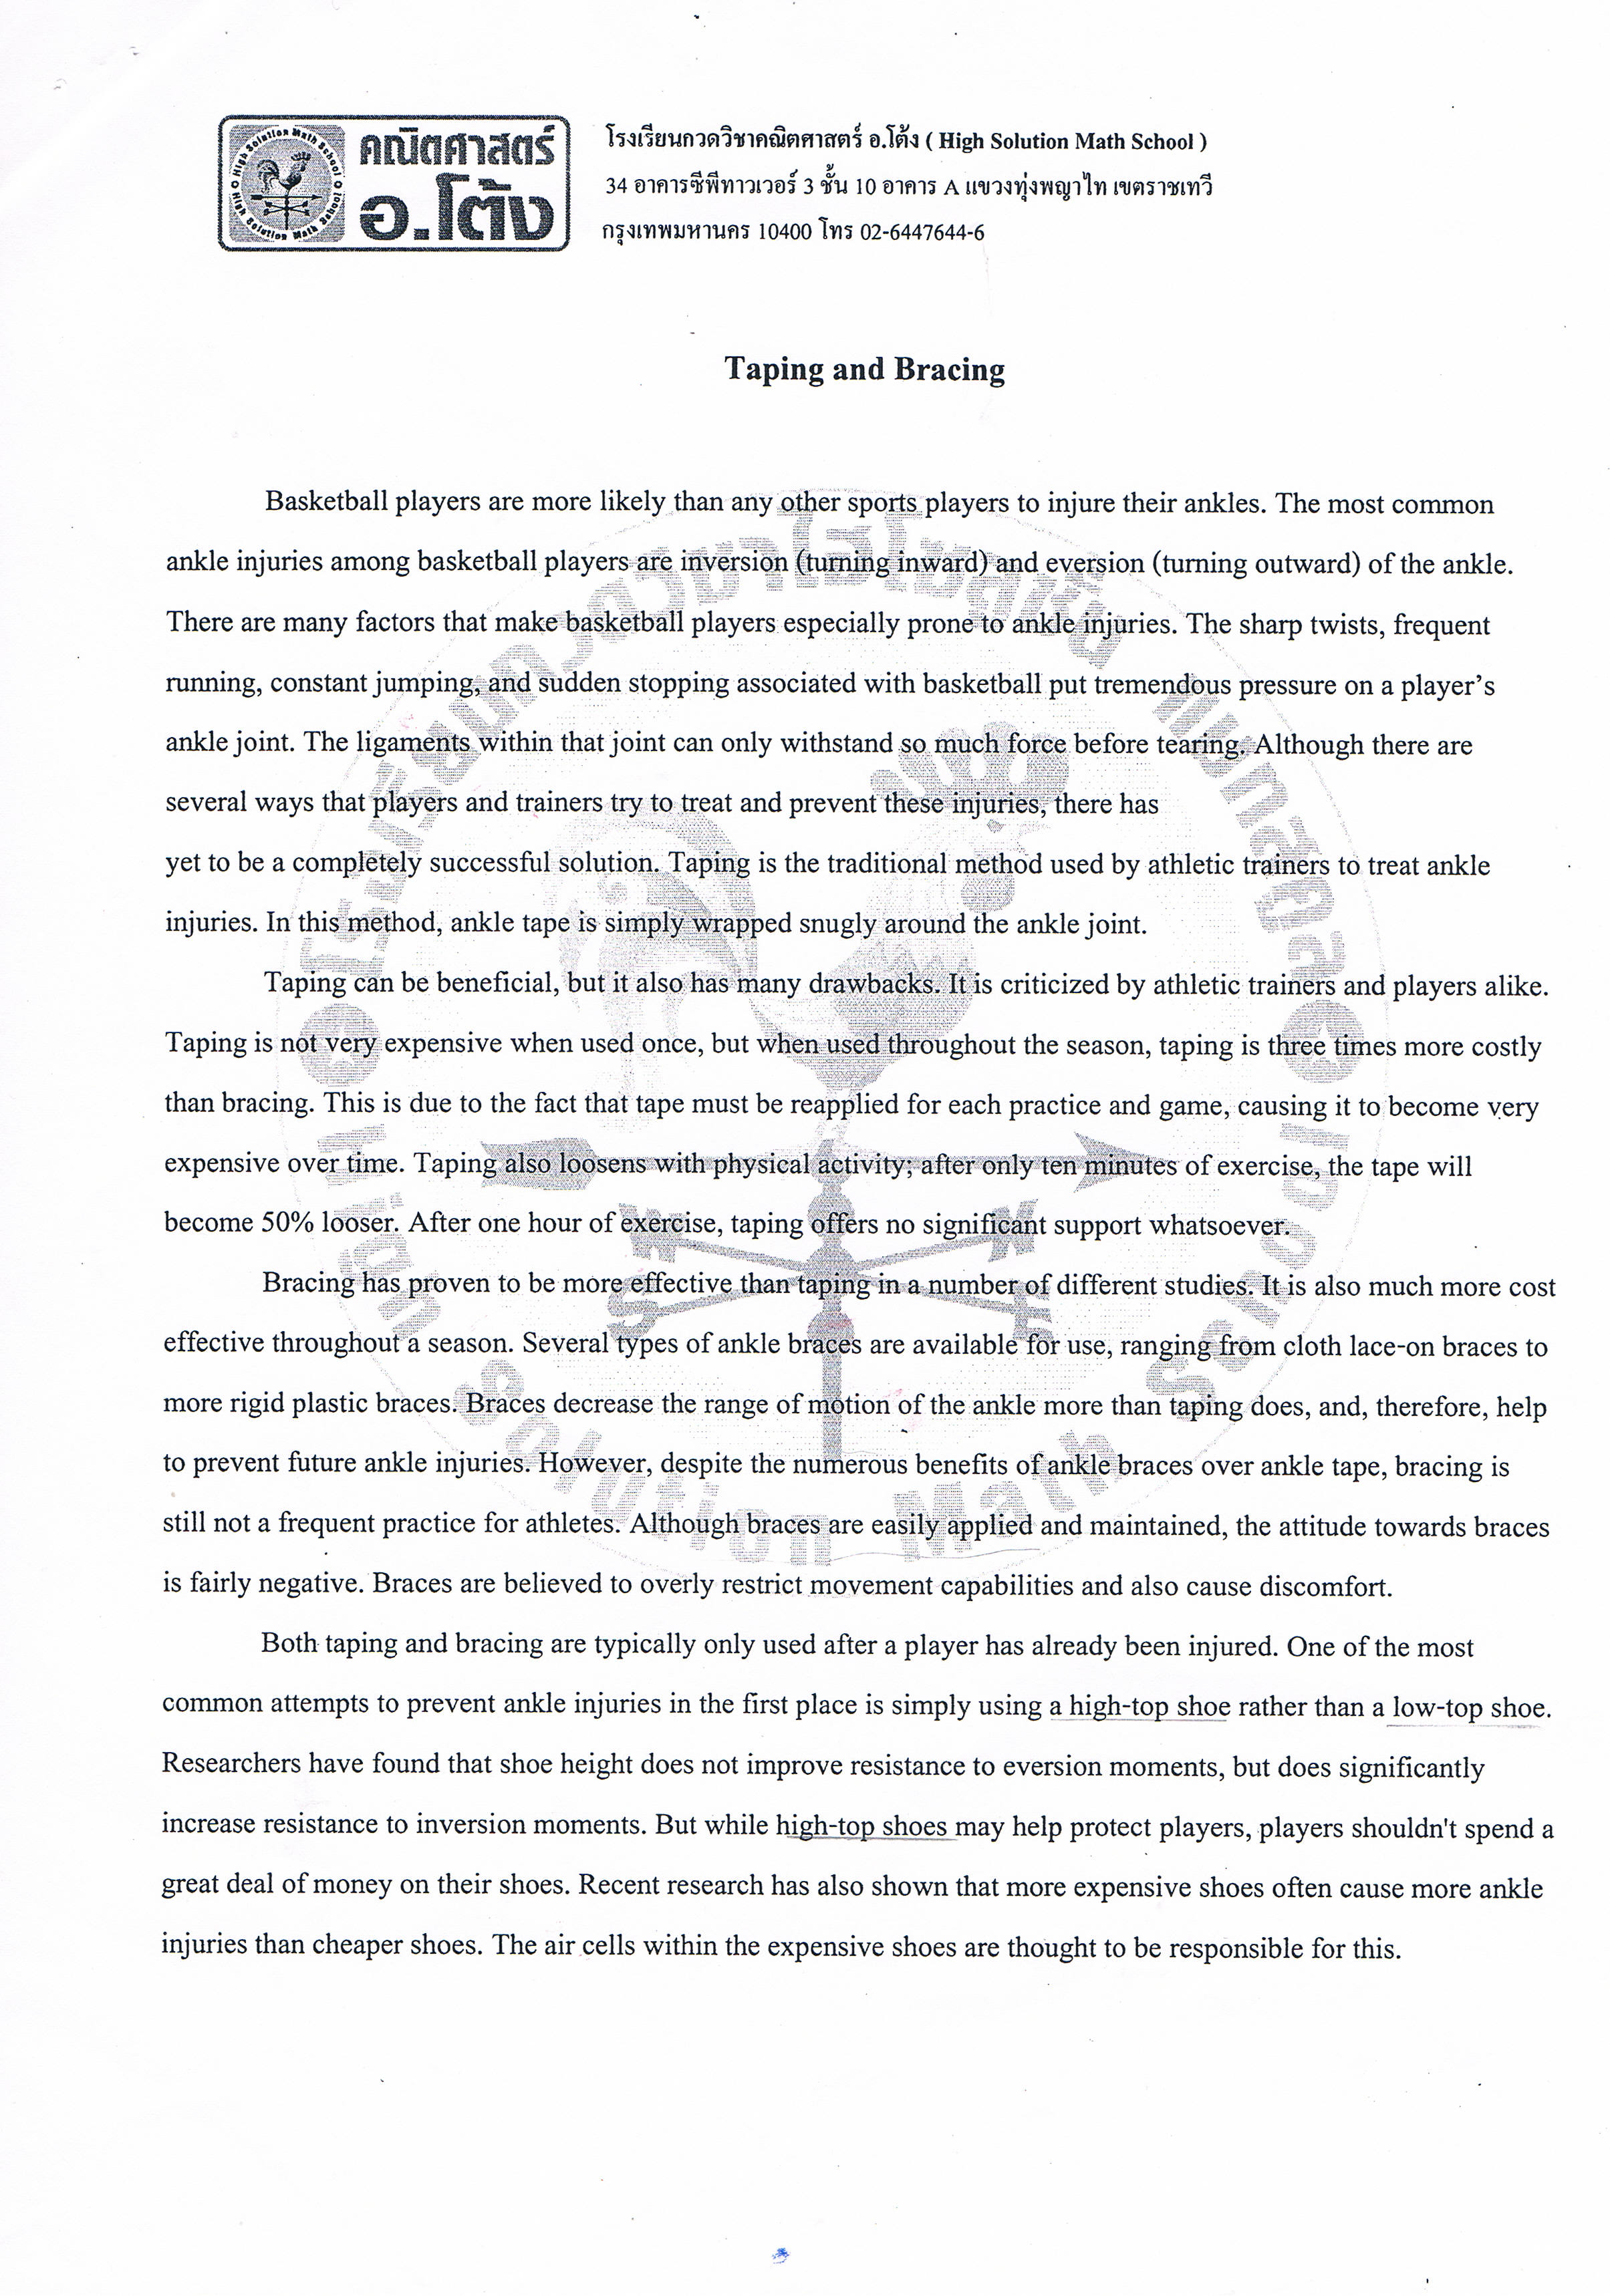 High Solution Math School
High Solution Math School
คณิตศาสตร์
อ.โต้ง
โรงเรียนกวดวิชาคณิตศาสตร์ อ.โต้ง ( High Solution Math School )
34 อาคารซีพีทาวเวอร์ 3 ชั้น 10 อาคาร A แขวงทุ่งพญาไท เขตราชเทวี
กรุงเทพมหานคร 10400 โทร 02-6447644-6
Taping and Bracing
Basketball players are more likely than any other sports players to injure their ankles. The most common
ankle injuries among basketball players are inversion (turning inward) and eversion (turning outward) of the ankle.
There are many factors that make basketball players especially prone to ankle injuries. The sharp twists, frequent
running, constant jumping, and sudden stopping associated with basketball put tremendous pressure on a player’s
ankle joint. The ligaments within that joint can only withstand so much force before tearing. Although there are
several ways that players and trainers try to treat and prevent these injuries, there has
yet to be a completely successful solution. Taping is the traditional method used by athletic trainers to treat ankle
injuries. In this method, ankle tape is simply wrapped snugly around the ankle joint.
Taping can be beneficial, but it also has many drawbacks. It is criticized by athletic trainers and players alike.
Taping is not very expensive when used once, but when used throughout the season, taping is three times more costly
than bracing. This is due to the fact that tape must be reapplied for each practice and game, causing it to become very
expensive over time. Taping also loosens with physical activity; after only ten minutes of exercise, the tape will
become 50% looser. After one hour of exercise, taping offers no significant support whatsoever.
Bracing has proven to be more effective than taping in a number of different studies. It is also much more cost
effective throughout a season. Several types of ankle braces are available for use, ranging from cloth lace-on braces to
more rigid plastic braces. Braces decrease the range of motion of the ankle more than taping does, and, therefore, help
to prevent future ankle injuries. However, despite the numerous benefits of ankle braces over ankle tape, bracing is
still not a frequent practice for athletes. Although braces are easily applied and maintained, the attitude towards braces
is fairly negative. Braces are believed to overly restrict movement capabilities and also cause discomfort.
Both taping and bracing are typically only used after a player has already been injured. One of the most
common attempts to prevent ankle injuries in the first place is simply using a high-top shoe rather than a low-top shoe.
Researchers have found that shoe height does not improve resistance to eversion moments, but does significantly
increase resistance to inversion moments. But while high-top shoes may help protect players, players shouldn't spend a
great deal of money on their shoes. Recent research has also shown that more expensive shoes often cause more ankle
injuries than cheaper shoes. The air cells within the expensive shoes are thought to be responsible for this.